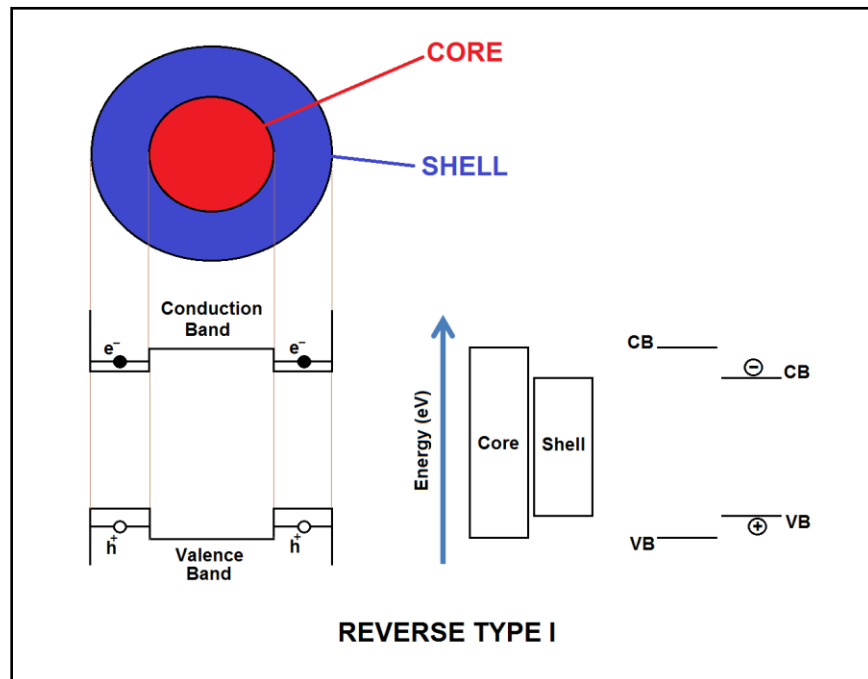 CORE
SHELL
Conduction
Band
e⁻ e⁻
h⁺ h⁺
Valence
Band
Energy (eV)
Core Shell
CB
− CB
+ VB
VB
REVERSE TYPE I